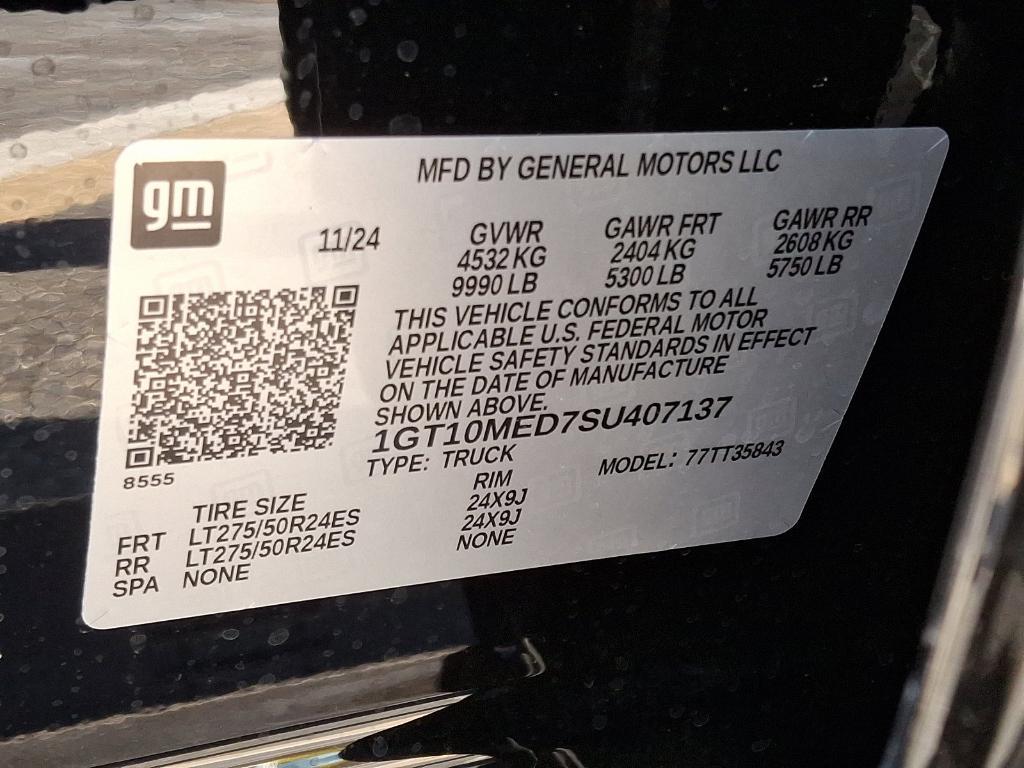 gm
MFD BY GENERAL MOTORS LLC
11/24 GVWR GAWR FRT GAWR RR
4532 KG 2404 KG 2608 KG
9990 LB 5300 LB 5750 LB
THIS VEHICLE CONFORMS TO ALL
APPLICABLE U.S. FEDERAL MOTOR
VEHICLE SAFETY STANDARDS IN EFFECT
ON THE DATE OF MANUFACTURE
SHOWN ABOVE.
1GT10MED7SU407137
TYPE: TRUCK MODEL: 77TT35843
8555
TIRE SIZE RIM
FRT LT275/50R24ES 24X9J
RR LT275/50R24ES 24X9J
SPA NONE NONE